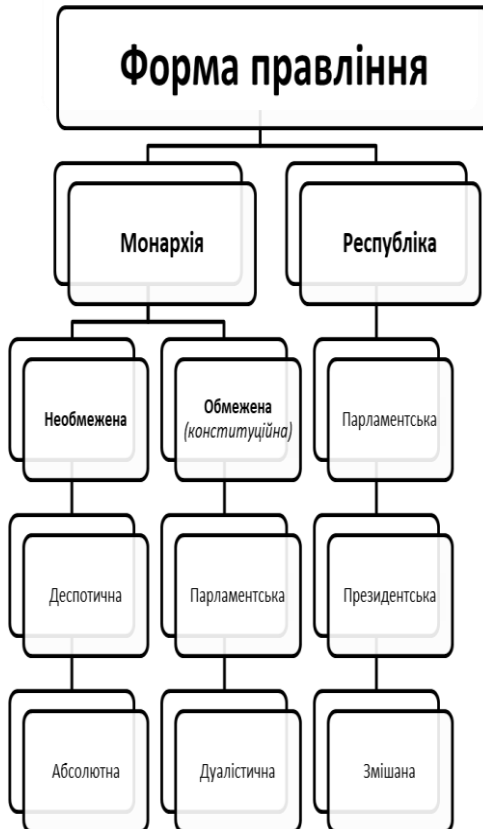 Форма правління
Монархія
Республіка
Необмежена
Обмежена
(конституційна)
Парламентська
Деспотична
Парламентська
Президентська
Абсолютна
Дуалістична
Змішана